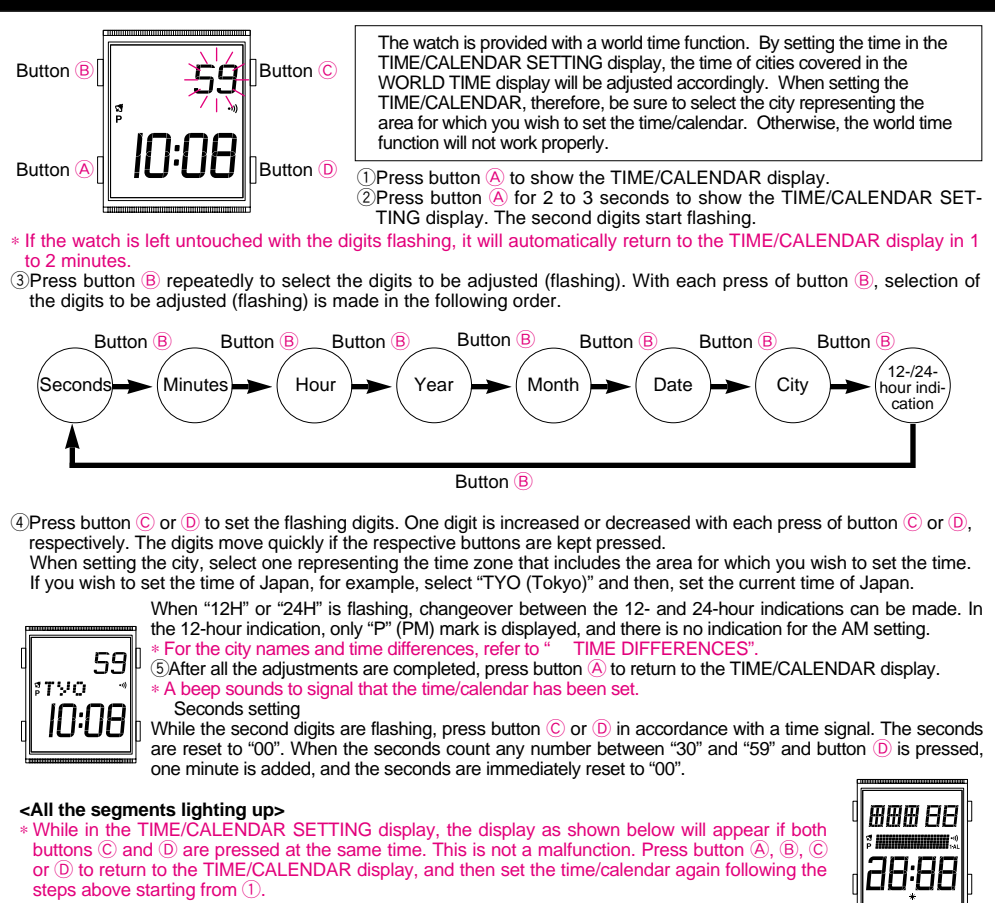 The watch is provided with a world time function. By setting the time in the
TIME/CALENDAR SETTING display, the time of cities covered in the
WORLD TIME display will be adjusted accordingly. When setting the
TIME/CALENDAR, therefore, be sure to select the city representing the
area for which you wish to set the time/calendar. Otherwise, the world time
function will not work properly.
Button Ⓑ
59
Button Ⓒ
P
10:08
Button Ⓐ
Button Ⓓ
①Press button Ⓐ to show the TIME/CALENDAR display.
②Press button Ⓐ for 2 to 3 seconds to show the TIME/CALENDAR SET-
TING display. The second digits start flashing.
* If the watch is left untouched with the digits flashing, it will automatically return to the TIME/CALENDAR display in 1
to 2 minutes.
③Press button Ⓑ repeatedly to select the digits to be adjusted (flashing). With each press of button Ⓑ, selection of
the digits to be adjusted (flashing) is made in the following order.
Button Ⓑ Button Ⓑ Button Ⓑ Button Ⓑ Button Ⓑ Button Ⓑ Button Ⓑ
Seconds Minutes Hour Year Month Date City
12-/24-
hour indi-
cation
Button Ⓑ
④Press button Ⓒ or Ⓓ to set the flashing digits. One digit is increased or decreased with each press of button Ⓒ or Ⓓ,
respectively. The digits move quickly if the respective buttons are kept pressed.
When setting the city, select one representing the time zone that includes the area for which you wish to set the time.
If you wish to set the time of Japan, for example, select “TYO (Tokyo)” and then, set the current time of Japan.
When “12H” or “24H” is flashing, changeover between the 12- and 24-hour indications can be made. In
the 12-hour indication, only “P” (PM) mark is displayed, and there is no indication for the AM setting.
* For the city names and time differences, refer to “ TIME DIFFERENCES”.
⑤After all the adjustments are completed, press button Ⓐ to return to the TIME/CALENDAR display.
* A beep sounds to signal that the time/calendar has been set.
59
P TYO
10:08
Seconds setting
While the second digits are flashing, press button Ⓒ or Ⓓ in accordance with a time signal. The seconds
are reset to “00”. When the seconds count any number between “30” and “59” and button Ⓓ is pressed,
one minute is added, and the seconds are immediately reset to “00”.
<All the segments lighting up>
* While in the TIME/CALENDAR SETTING display, the display as shown below will appear if both
buttons Ⓒ and Ⓓ are pressed at the same time. This is not a malfunction. Press button Ⓐ, Ⓑ, Ⓒ
or Ⓓ to return to the TIME/CALENDAR display, and then set the time/calendar again following the
steps above starting from ①.
88
P
28:88